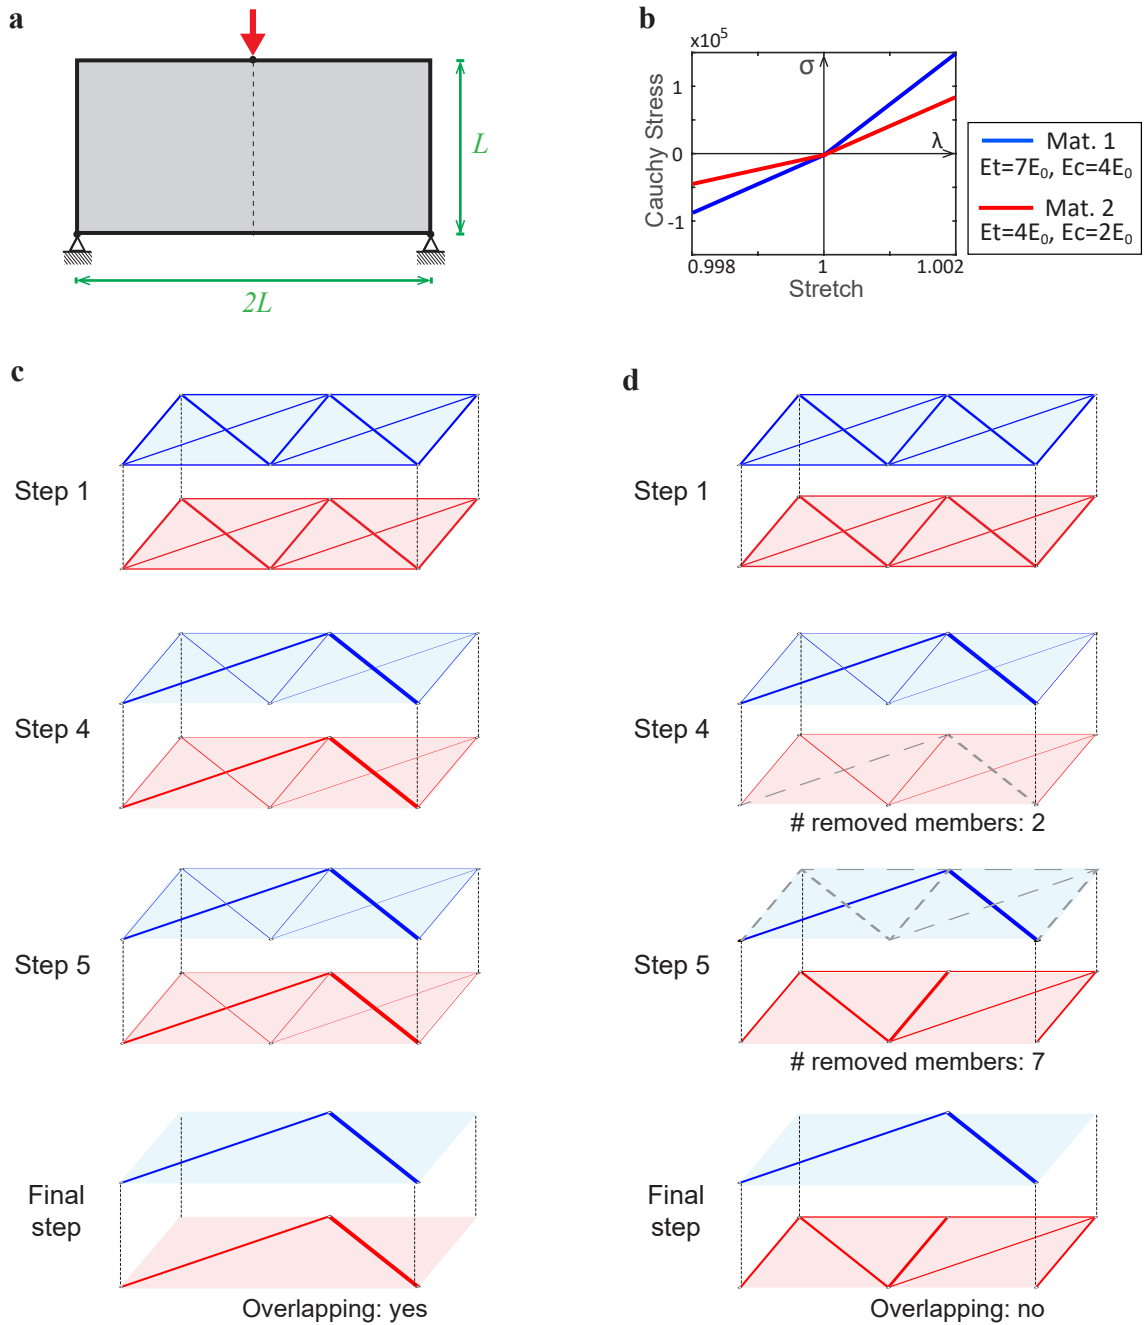 a
L
2L
b
x10⁵
σ
λ
1
0
-1
0.998
1
1.002
Cauchy Stress
Stretch
Mat. 1
Et=7E₀, Ec=4E₀
Mat. 2
Et=4E₀, Ec=2E₀
c
Step 1
Step 4
Step 5
Final
step
Overlapping: yes
d
Step 1
Step 4
# removed members: 2
Step 5
# removed members: 7
Final
step
Overlapping: no